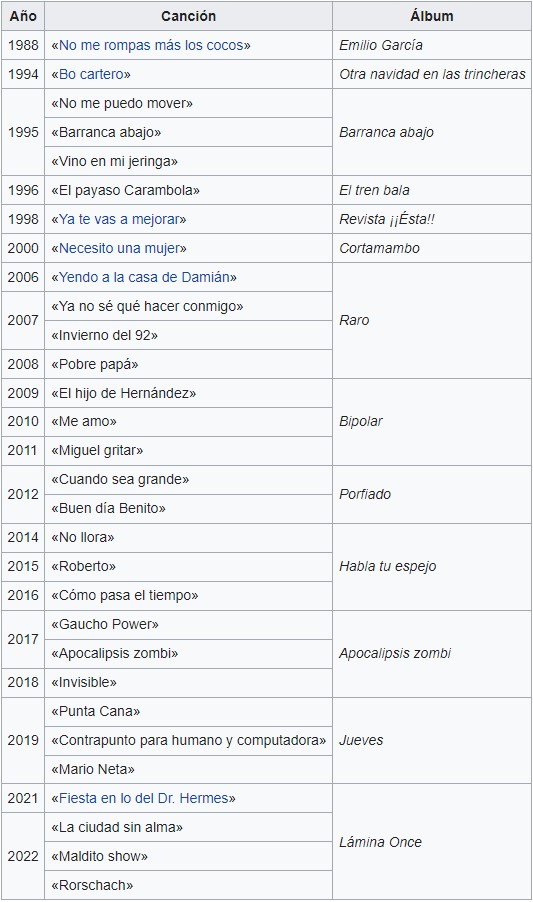 Año Canción Álbum
1988 «No me rompas más los cocos» Emilio García
1994 «Bo cartero» Otra navidad en las trincheras
1995 «No me puedo mover» Barranca abajo
«Barranca abajo»
«Vino en mi jeringa»
1996 «El payaso Carambola» El tren bala
1998 «Ya te vas a mejorar» Revista ¡¡Ésta!!
2000 «Necesito una mujer» Cortamambo
2006 «Yendo a la casa de Damián» Raro
2007 «Ya no sé qué hacer conmigo»
«Invierno del 92»
2008 «Pobre papá»
2009 «El hijo de Hernández» Bipolar
2010 «Me amo»
2011 «Miguel gritar»
2012 «Cuando sea grande» Porfiado
«Buen día Benito»
2014 «No llora» Habla tu espejo
2015 «Roberto»
2016 «Cómo pasa el tiempo»
2017 «Gaucho Power» Apocalipsis zombi
«Apocalipsis zombi»
2018 «Invisible»
2019 «Punta Cana» Jueves
«Contrapunto para humano y computadora»
«Mario Neta»
2021 «Fiesta en lo del Dr. Hermes» Lámina Once
2022 «La ciudad sin alma»
«Maldito show»
«Rorschach»